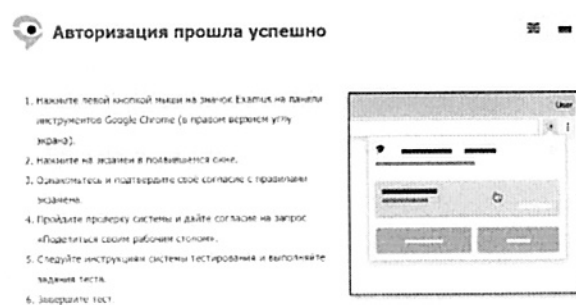 Авторизация прошла успешно
1. Нажмите левой кнопкой мыши на значок Examus на панели
инструментов Google Chrome (в правом верхнем углу
экрана).
2. Нажмите на экзамен в появившемся окне.
3. Ознакомьтесь и подтвердите своё согласие с правилами
экзамена.
4. Пройдите проверку системы и дайте согласие на запрос
«Поделиться своим рабочим столом».
5. Следуйте инструкциям системы тестирования и выполняйте
задания теста.
6. Завершите тест
User